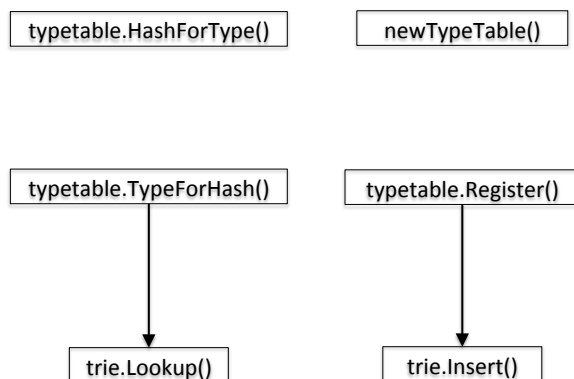 typetable.HashForType()
newTypeTable()
typetable.TypeForHash()
typetable.Register()
trie.Lookup()
trie.Insert()